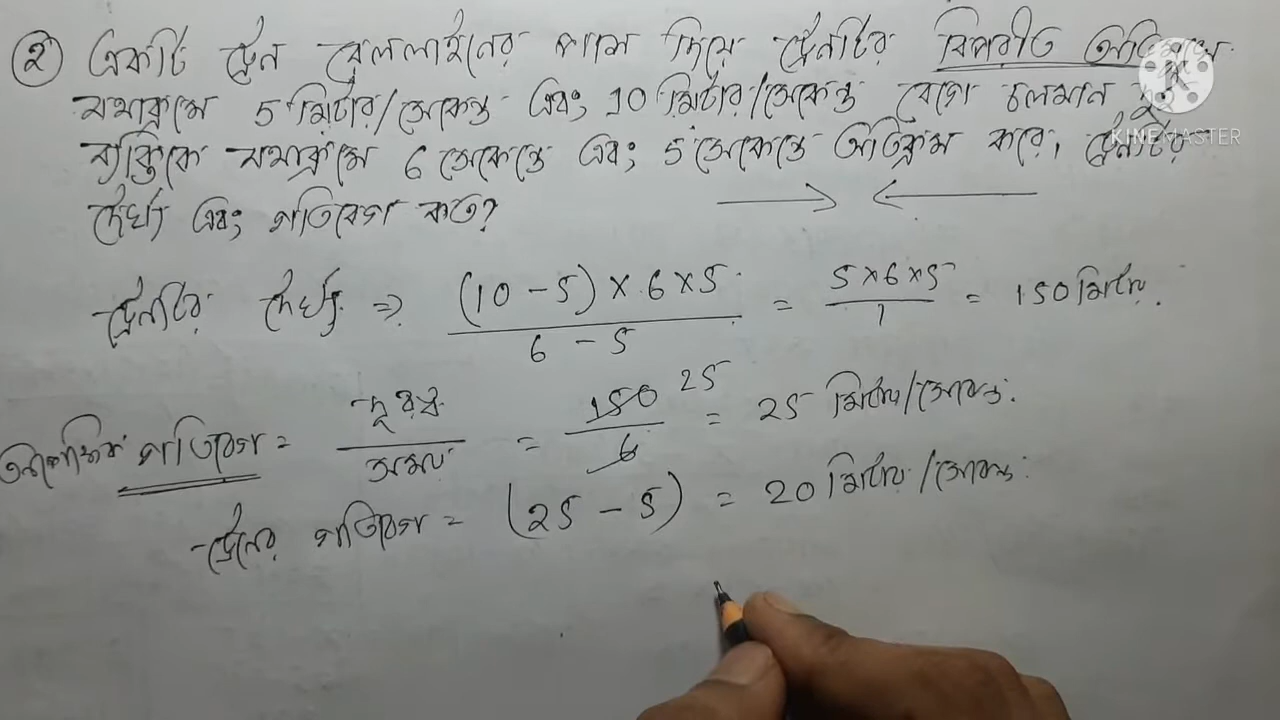 ২ একটি ট্রেন রেললাইনের পাশ দিয়ে ট্রেনটির বিপরীত অভিমুখে
যথাক্রমে 5 মিটার/সেকেন্ড এবং 10 মিটার/সেকেন্ড বেগে চলমান দুই
ব্যক্তিকে যথাক্রমে 6 সেকেন্ডে এবং 5 সেকেন্ডে অতিক্রম করে। ট্রেনটির
দৈর্ঘ্য এবং গতিবেগ কত?
KINEMASTER
ট্রেনটির দৈর্ঘ্য ⇒ (10 - 5) × 6 × 5 / 6 - 5 = 5 × 6 × 5 / 1 = 150 মিটার.
আপেক্ষিক গতিবেগ = দূরত্ব / সময় = 150 / 6 25 = 25 মিটার/সেকেন্ড.
ট্রেনের গতিবেগ = (25 - 5) = 20 মিটার/সেকেন্ড.